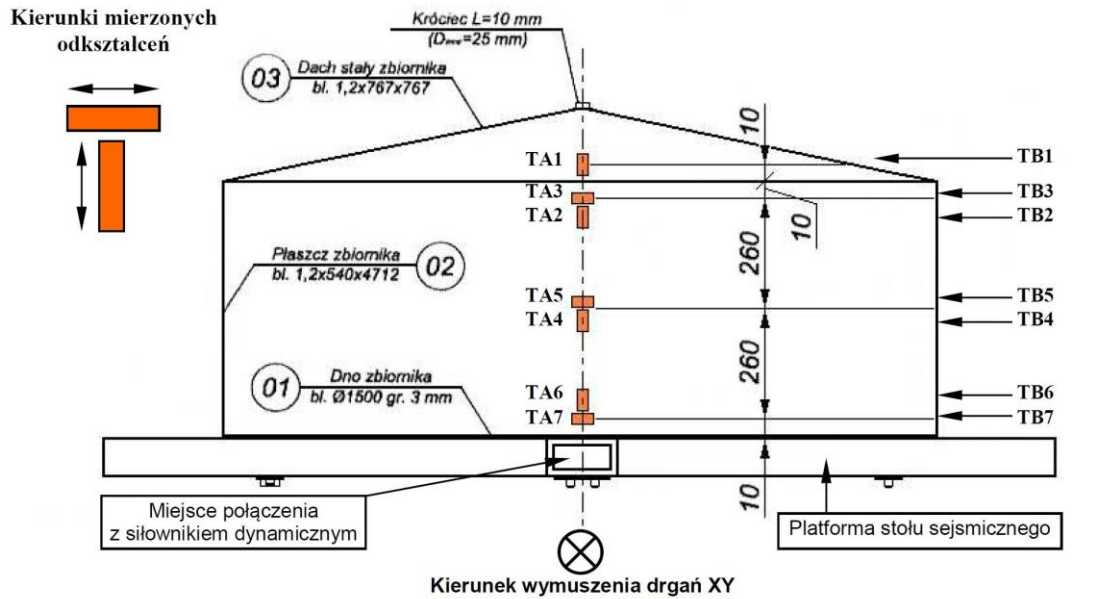 Kierunki mierzonych
odkształceń
Króciec L=10 mm
(Dzew=25 mm)
03
Dach stały zbiornika
bl. 1,2x767x767
10
TA1
TB1
TA3
TB3
TA2
TB2
10
260
Płaszcz zbiornika
bl. 1,2x540x4712
02
TA5
TB5
TA4
TB4
260
01
Dno zbiornika
bl. Ø1500 gr. 3 mm
TA6
TB6
TA7
TB7
10
Miejsce połączenia
z siłownikiem dynamicznym
Platforma stołu sejsmicznego
Kierunek wymuszenia drgań XY